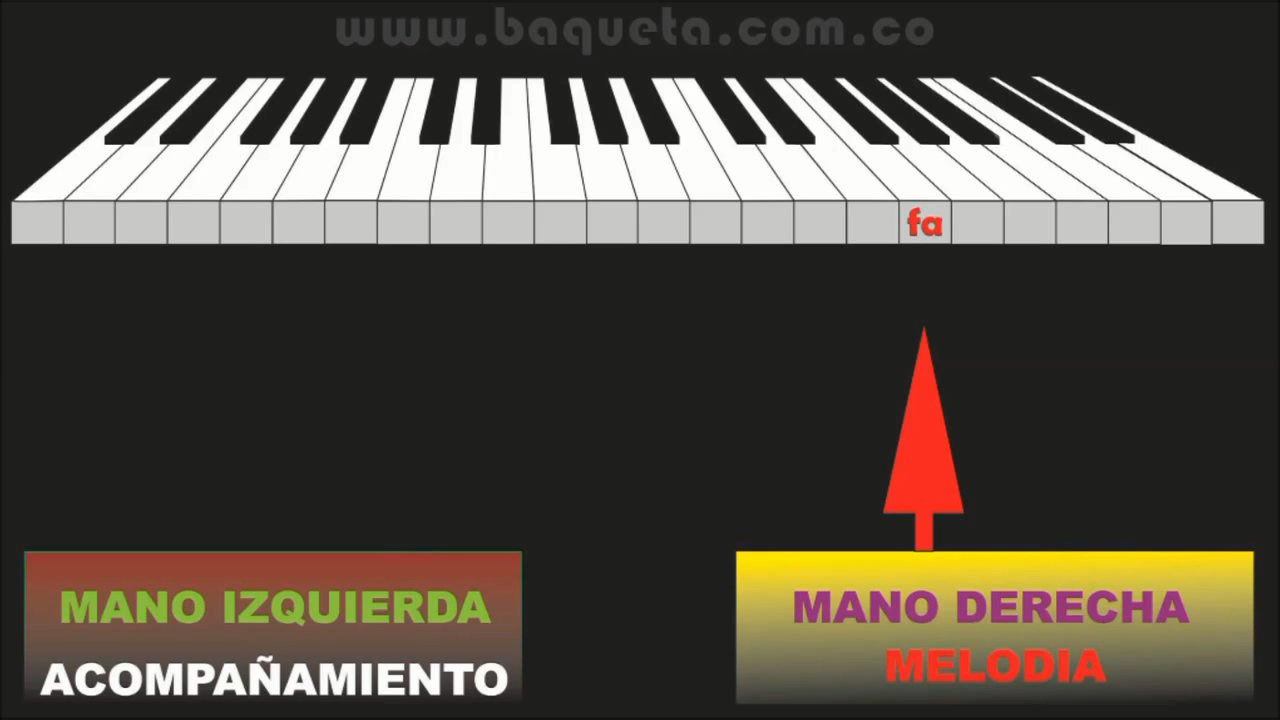 www.baqueta.com.co
fa
MANO IZQUIERDA
ACOMPAÑAMIENTO
MANO DERECHA
MELODIA